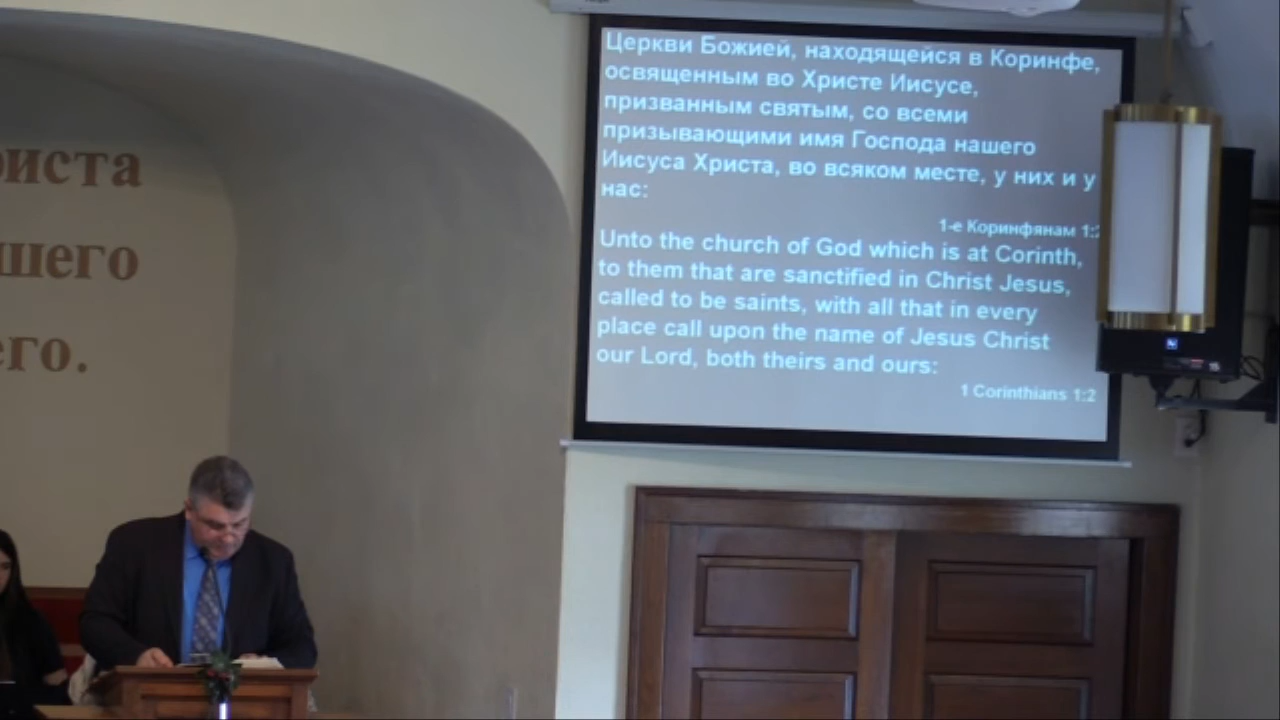 риста
шего
его.
Церкви Божией, находящейся в Коринфе,
освященным во Христе Иисусе,
призванным святым, со всеми
призывающими имя Господа нашего
Иисуса Христа, во всяком месте, у них и у
нас:
1-е Коринфянам 1:2
Unto the church of God which is at Corinth,
to them that are sanctified in Christ Jesus,
called to be saints, with all that in every
place call upon the name of Jesus Christ
our Lord, both theirs and ours:
1 Corinthians 1:2